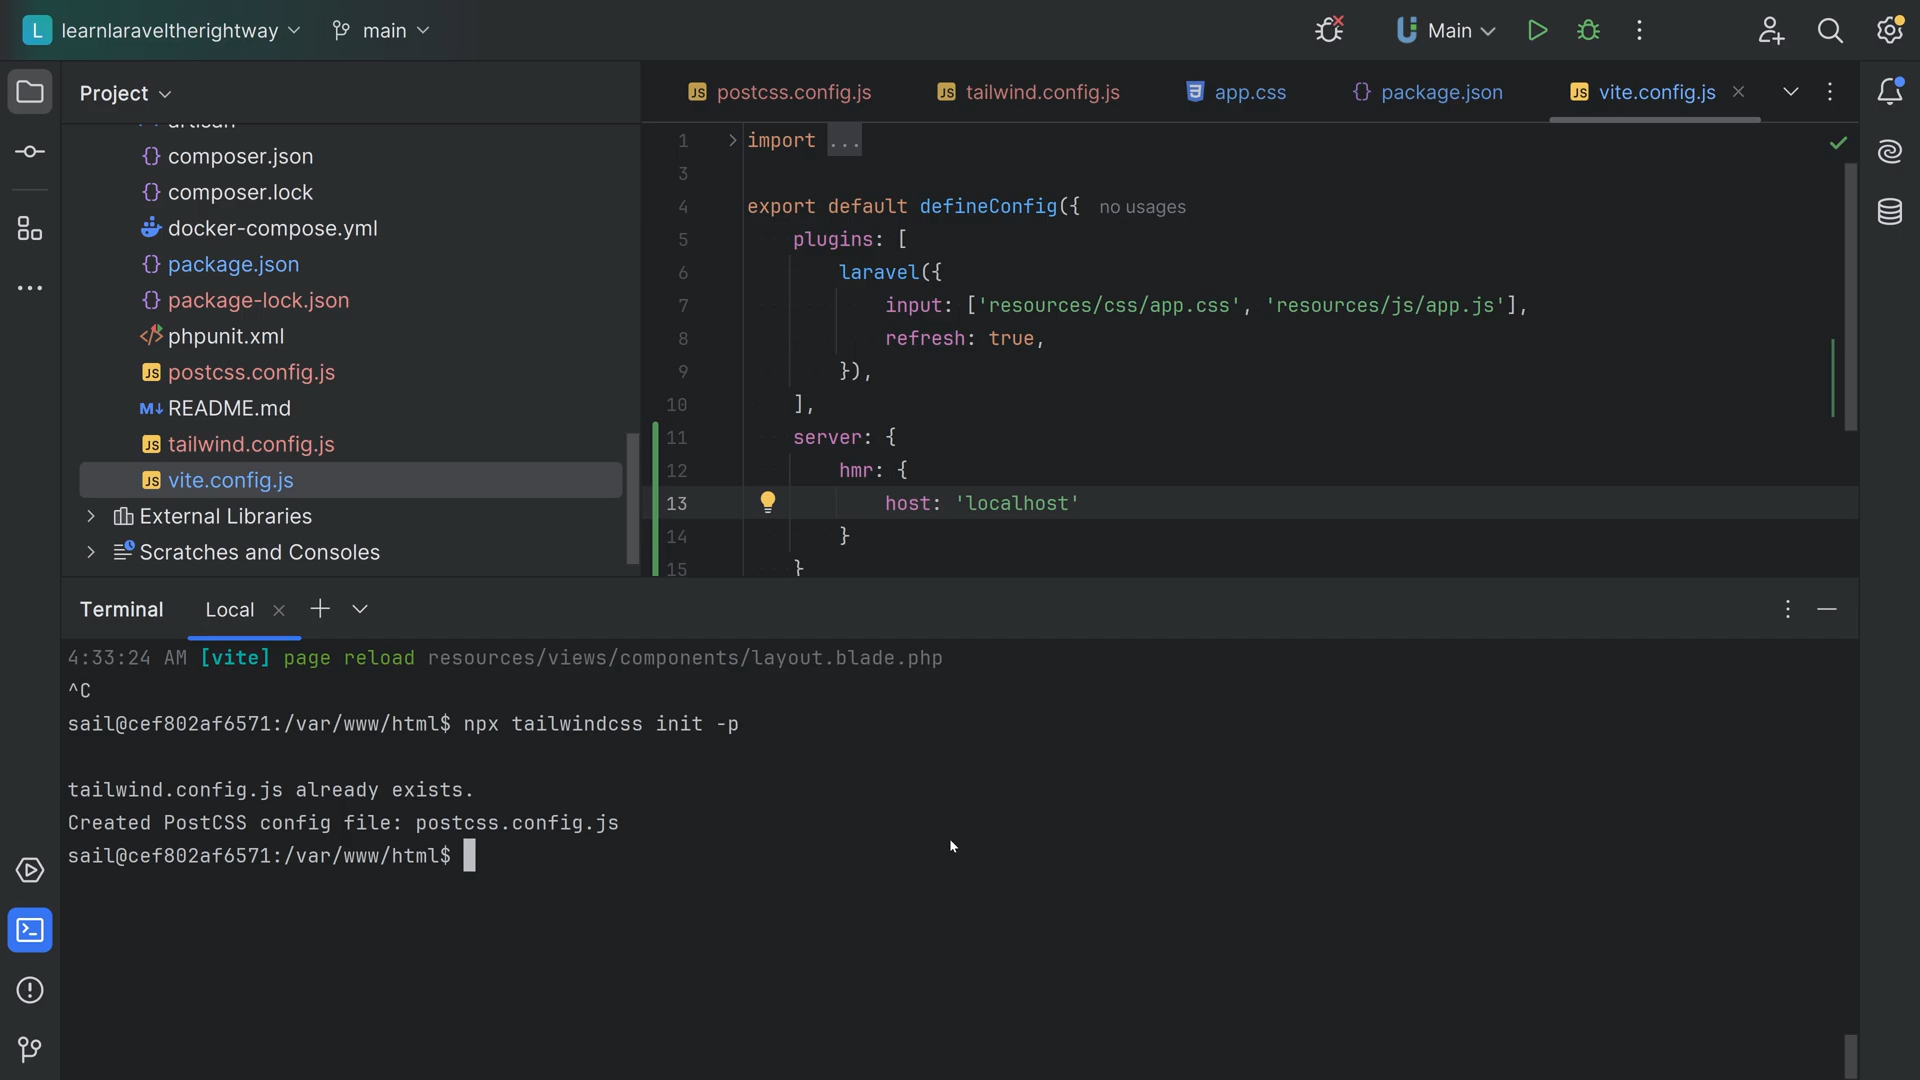 L learnlaraveltherightway main Main
Project
artisan
composer.json
composer.lock
docker-compose.yml
package.json
package-lock.json
phpunit.xml
postcss.config.js
README.md
tailwind.config.js
vite.config.js
External Libraries
Scratches and Consoles
postcss.config.js tailwind.config.js app.css package.json vite.config.js
1 import ...
3
4 export default defineConfig({ no usages
5 plugins: [
6 laravel({
7 input: ['resources/css/app.css', 'resources/js/app.js'],
8 refresh: true,
9 }),
10 ],
11 server: {
12 hmr: {
13 host: 'localhost'
14 }
15 }
Terminal Local
4:33:24 AM [vite] page reload resources/views/components/layout.blade.php
^C
sail@cef802af6571:/var/www/html$ npx tailwindcss init -p
tailwind.config.js already exists.
Created PostCSS config file: postcss.config.js
sail@cef802af6571:/var/www/html$